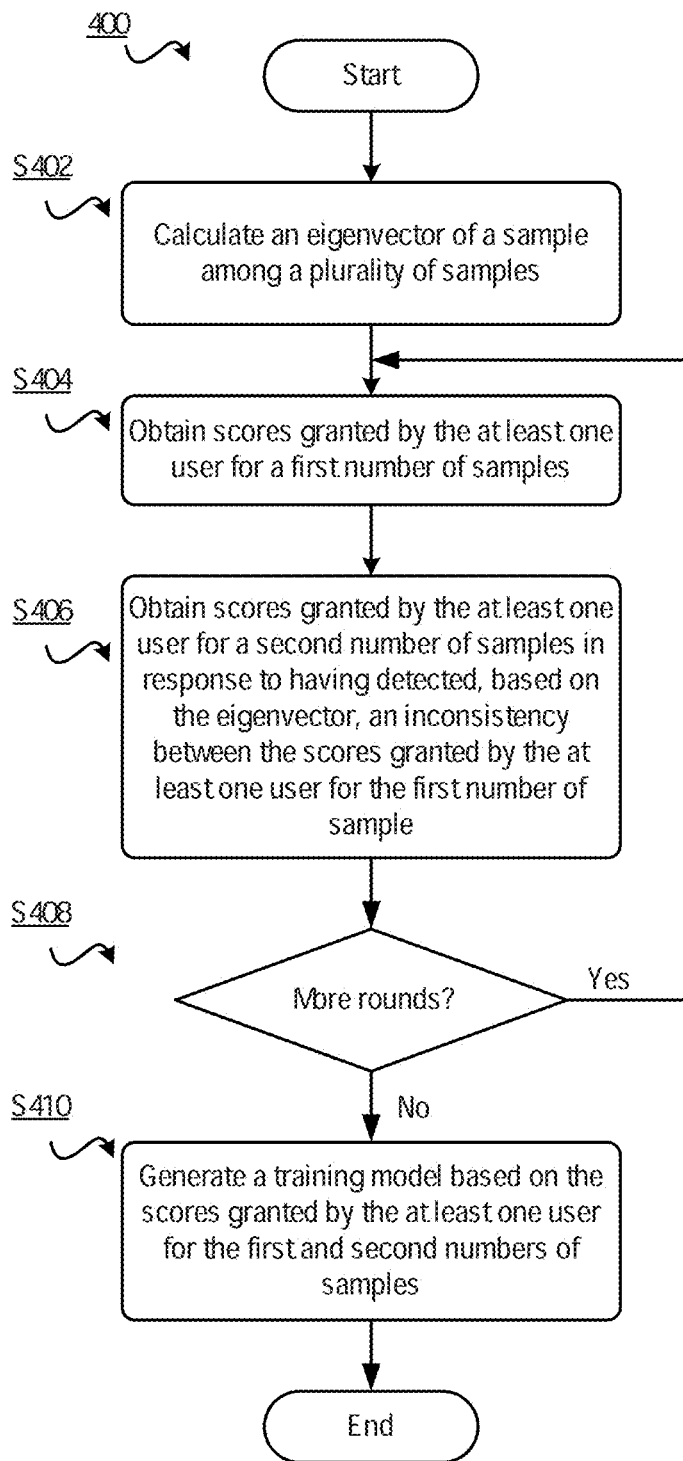 400
Start
S402
Calculate an eigenvector of a sample
among a plurality of samples
S404
Obtain scores granted by the at least one
user for a first number of samples
S406
Obtain scores granted by the at least one
user for a second number of samples in
response to having detected, based on
the eigenvector, an inconsistency
between the scores granted by the at
least one user for the first number of
sample
S408
More rounds?
Yes
No
S410
Generate a training model based on the
scores granted by the at least one user
for the first and second numbers of
samples
End